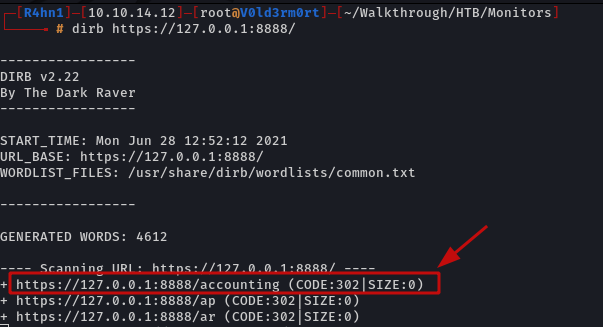 [R4hn1]-[10.10.14.12]-[root@V0ld3rm0rt]-[~/Walkthrough/HTB/Monitors]
# dirb https://127.0.0.1:8888/
-----------------
DIRB v2.22
By The Dark Raver
-----------------
START_TIME: Mon Jun 28 12:52:12 2021
URL_BASE: https://127.0.0.1:8888/
WORDLIST_FILES: /usr/share/dirb/wordlists/common.txt
-----------------
GENERATED WORDS: 4612
---- Scanning URL: https://127.0.0.1:8888/ ----
+ https://127.0.0.1:8888/accounting (CODE:302|SIZE:0)
+ https://127.0.0.1:8888/ap (CODE:302|SIZE:0)
+ https://127.0.0.1:8888/ar (CODE:302|SIZE:0)